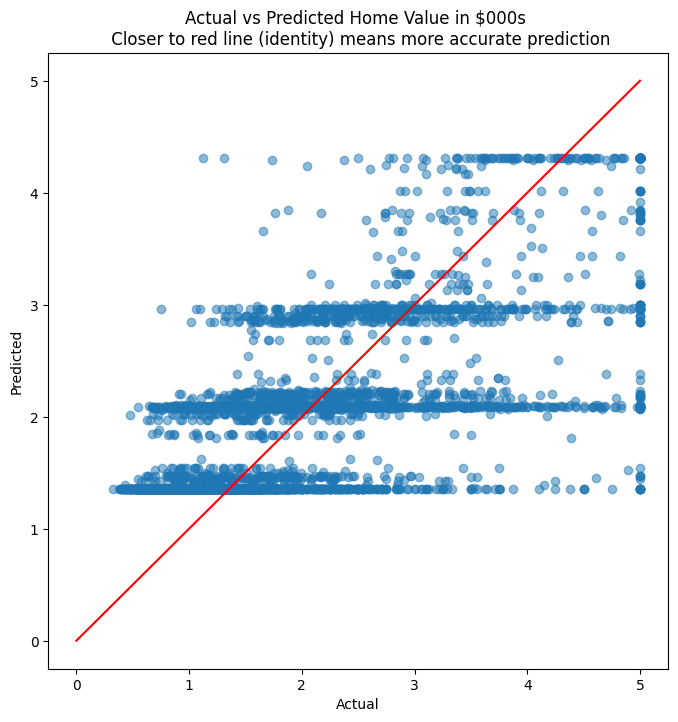 Actual vs Predicted Home Value in $000s
Closer to red line (identity) means more accurate prediction
5
4
3
2
1
0
Predicted
0 1 2 3 4 5
Actual